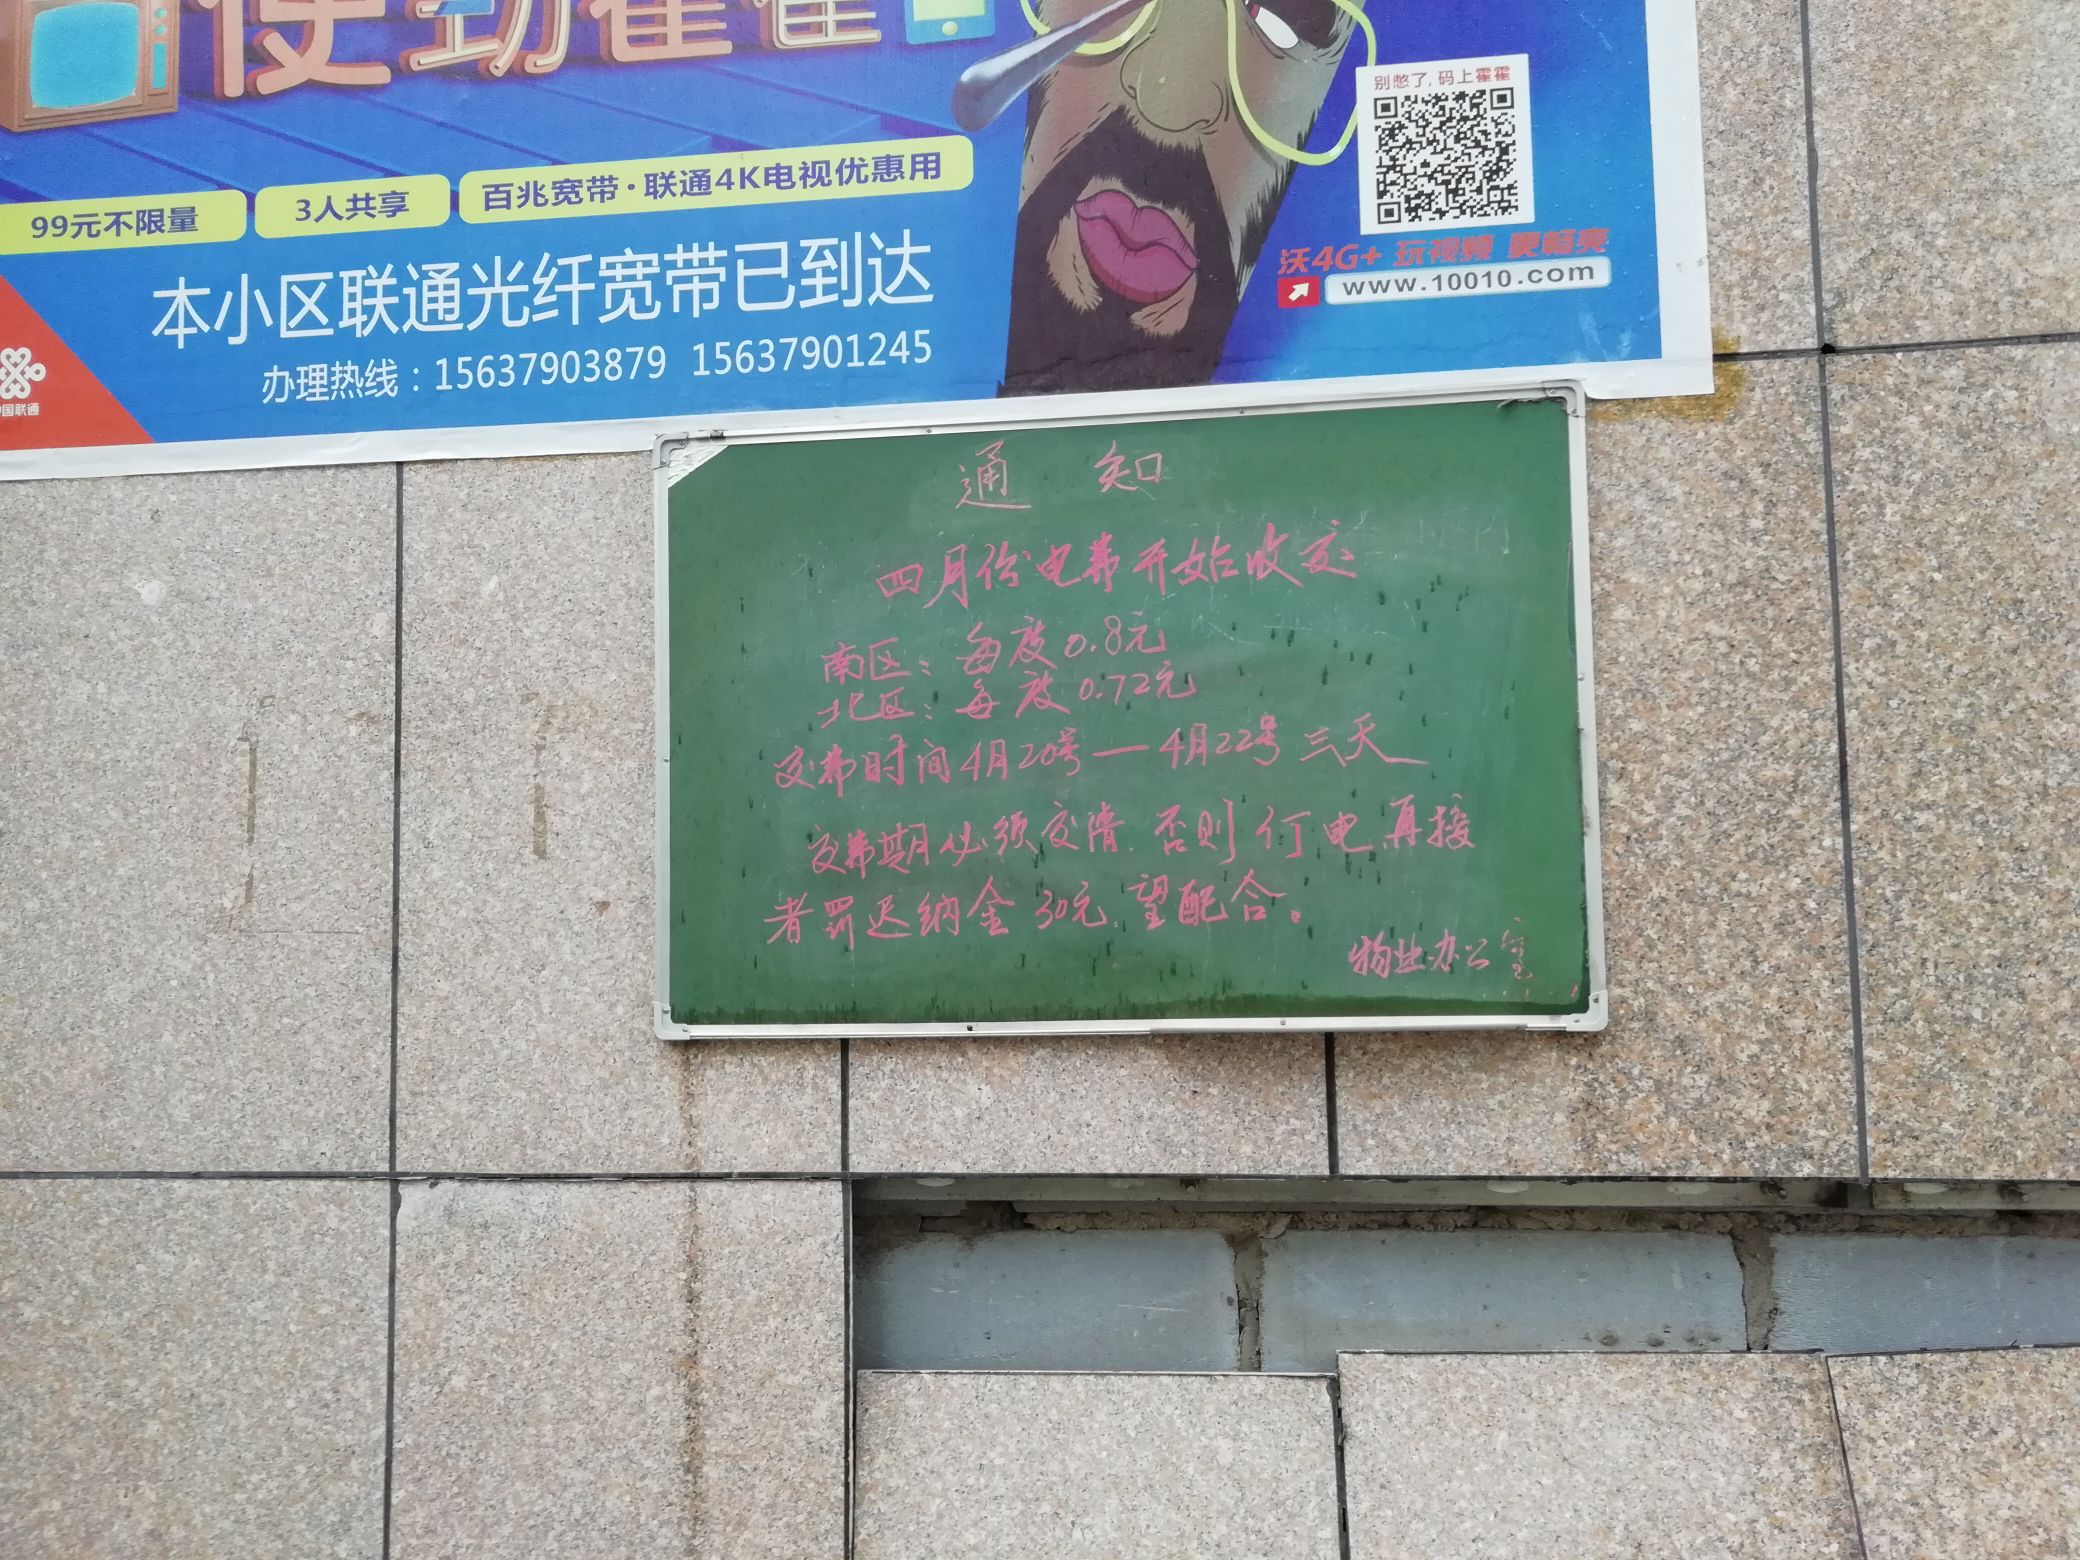 使劲霍霍
别憋了,码上霍霍
99元不限量
3人共享
百兆宽带·联通4K电视优惠用
沃4G+ 玩视频 更畅爽
www.10010.com
本小区联通光纤宽带已到达
办理热线：15637903879 15637901245
中国联通
通 知
四月份电费开始收交
南区：每度0.8元
北区：每度0.72元
交费时间4月20号—4月22号三天
交费期必须交清.否则停电.再接
者罚迟纳金30元.望配合。
物业办公室